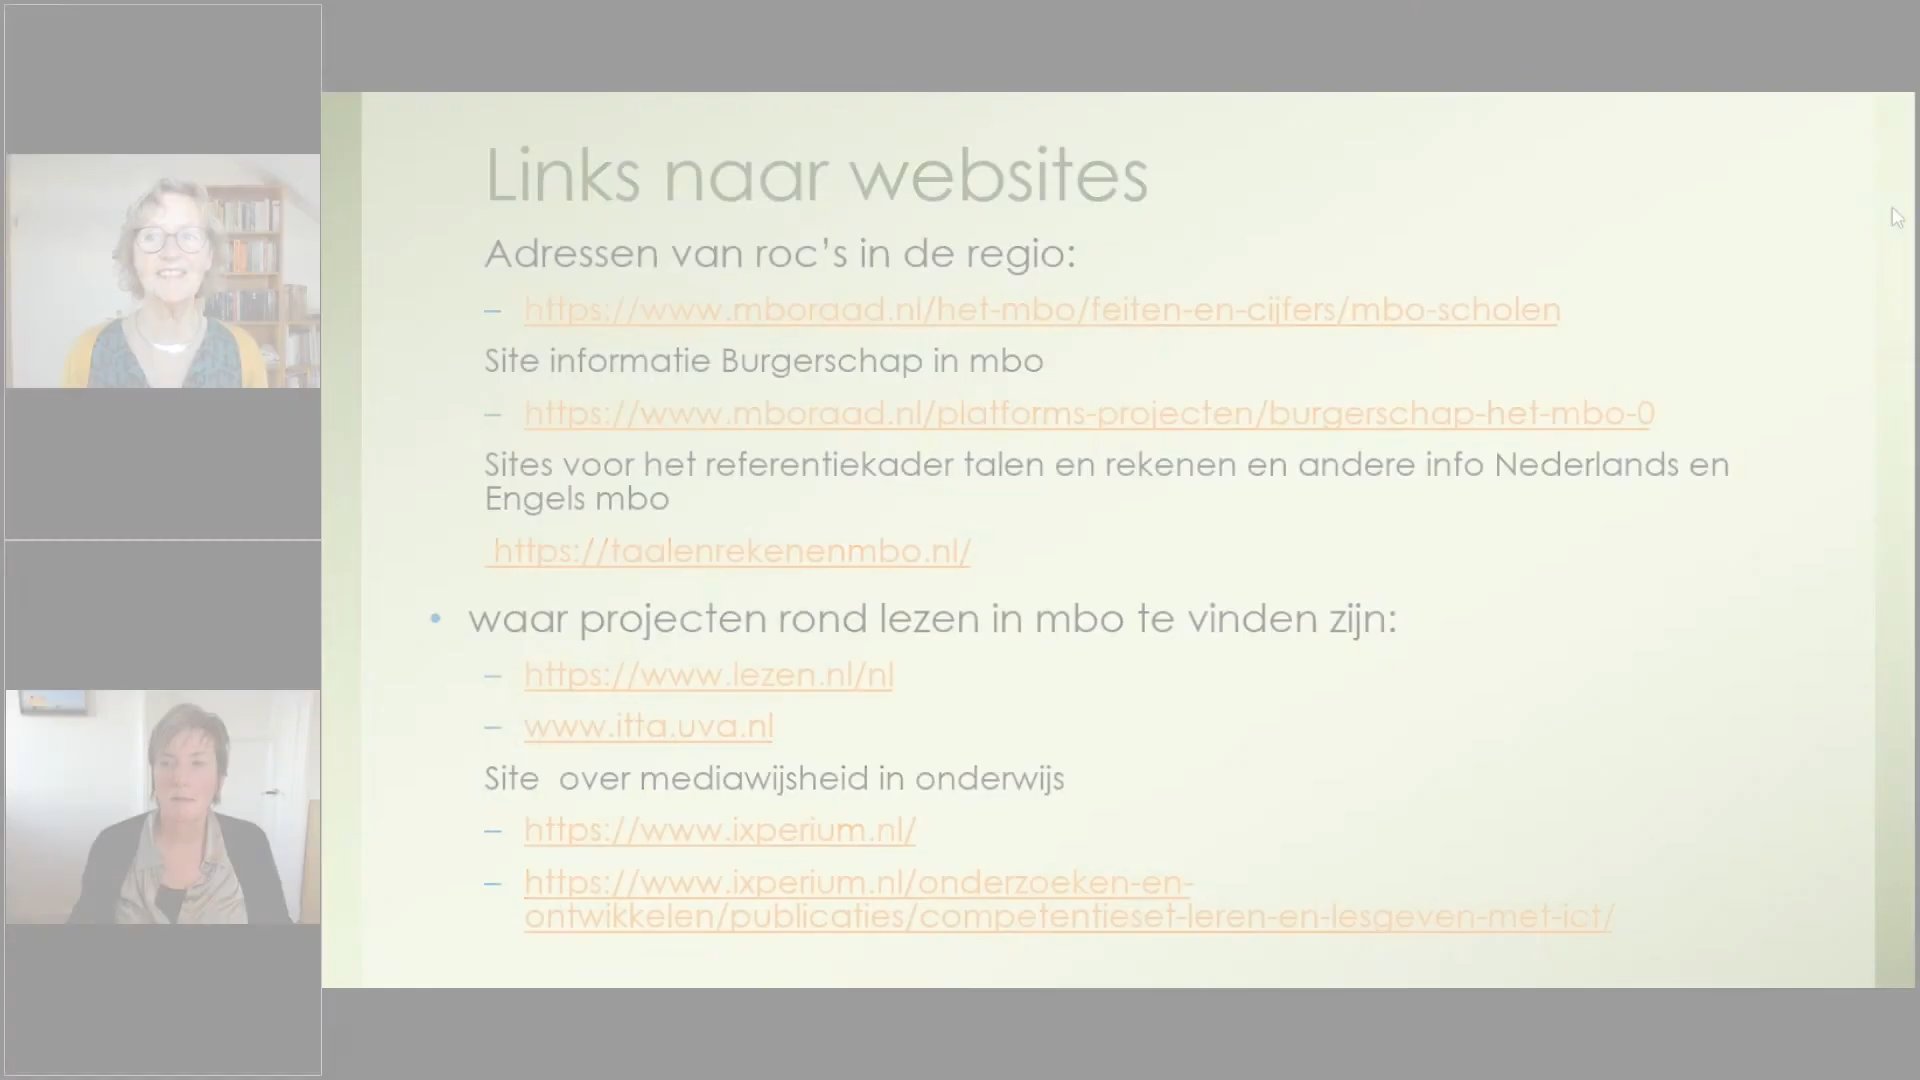 Links naar websites
Adressen van roc's in de regio:
– https://www.mboraad.nl/het-mbo/feiten-en-cijfers/mbo-scholen
Site informatie Burgerschap in mbo
– https://www.mboraad.nl/platforms-projecten/burgerschap-het-mbo-0
Sites voor het referentiekader talen en rekenen en andere info Nederlands en
Engels mbo
https://taalenrekenenmbo.nl/
• waar projecten rond lezen in mbo te vinden zijn:
– https://www.lezen.nl/nl
– www.itta.uva.nl
Site over mediawijsheid in onderwijs
– https://www.ixperium.nl/
– https://www.ixperium.nl/onderzoeken-en-
ontwikkelen/publicaties/competentieset-leren-en-lesgeven-met-ict/